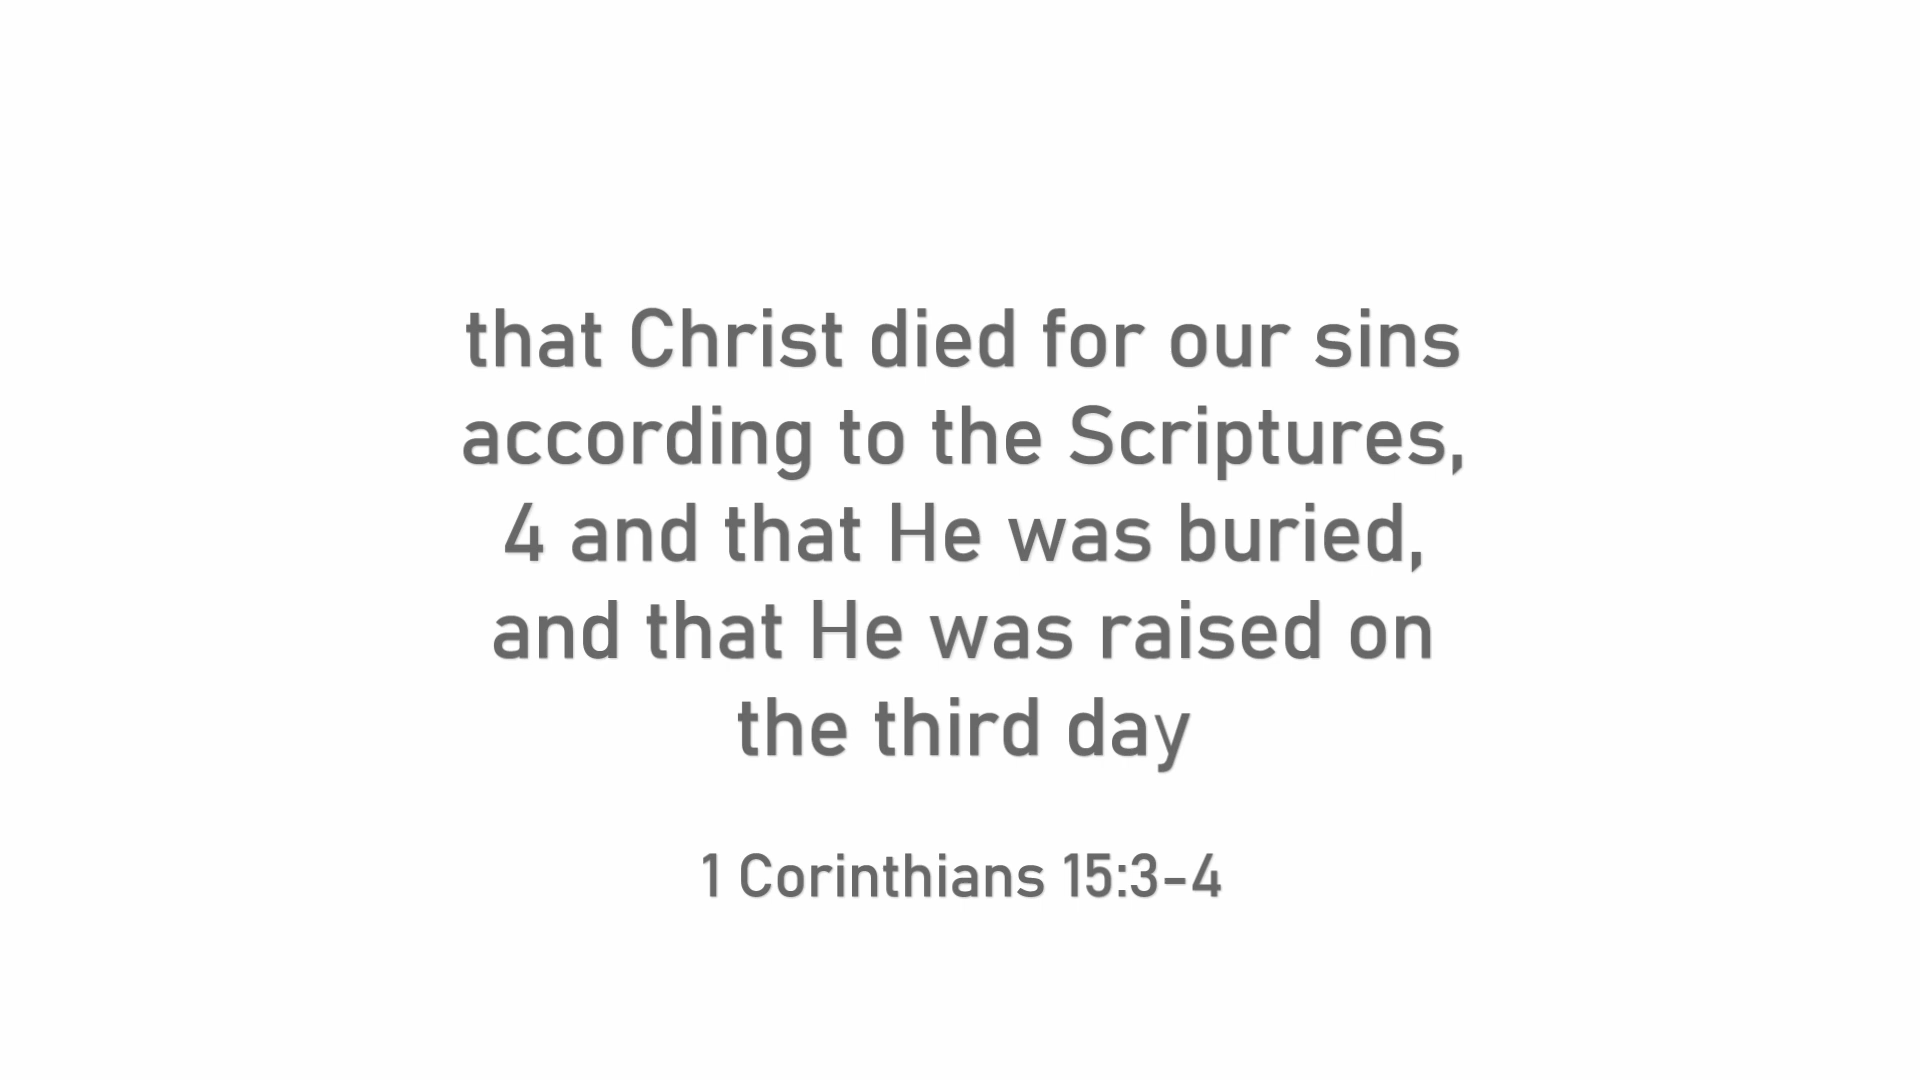 that Christ died for our sins
according to the Scriptures,
4 and that He was buried,
and that He was raised on
the third day
1 Corinthians 15:3-4